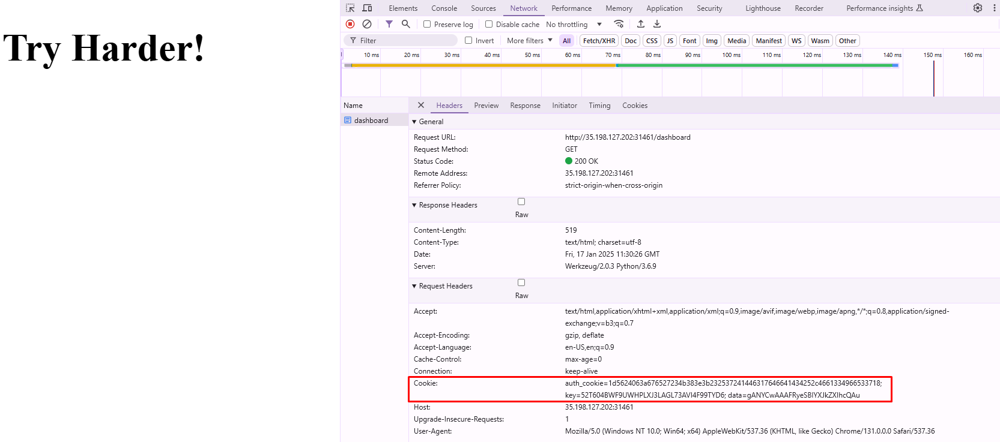 Try Harder!
Elements Console Sources Network Performance Memory Application Security Lighthouse Recorder Performance insights
Preserve log Disable cache No throttling
Filter Invert More filters All Fetch/XHR Doc CSS JS Font Img Media Manifest WS Wasm Other
10 ms 20 ms 30 ms 40 ms 50 ms 60 ms 70 ms 80 ms 90 ms 100 ms 110 ms 120 ms 130 ms 140 ms 150 ms 160 ms
Name Headers Preview Response Initiator Timing Cookies
dashboard
General
Request URL: http://35.198.127.202:31461/dashboard
Request Method: GET
Status Code: 200 OK
Remote Address: 35.198.127.202:31461
Referrer Policy: strict-origin-when-cross-origin
Response Headers
Raw
Content-Length: 519
Content-Type: text/html; charset=utf-8
Date: Fri, 17 Jan 2025 11:30:26 GMT
Server: Werkzeug/2.0.3 Python/3.6.9
Request Headers
Raw
Accept: text/html,application/xhtml+xml,application/xml;q=0.9,image/avif,image/webp,image/apng,*/*;q=0.8,application/signed-
exchange;v=b3;q=0.7
Accept-Encoding: gzip, deflate
Accept-Language: en-US,en;q=0.9
Cache-Control: max-age=0
Connection: keep-alive
Cookie: auth_cookie=1d5624063a676527234b383e3b232537241446317646641434252c4661334966533718;
key=52T604BWF9UWHPLXJ3LAGL73AVI4F99TYD6; data=gANYCwAAAFRyeSBIYXJkZXIhcQAu
Host: 35.198.127.202:31461
Upgrade-Insecure-Requests: 1
User-Agent: Mozilla/5.0 (Windows NT 10.0; Win64; x64) AppleWebKit/537.36 (KHTML, like Gecko) Chrome/131.0.0.0 Safari/537.36